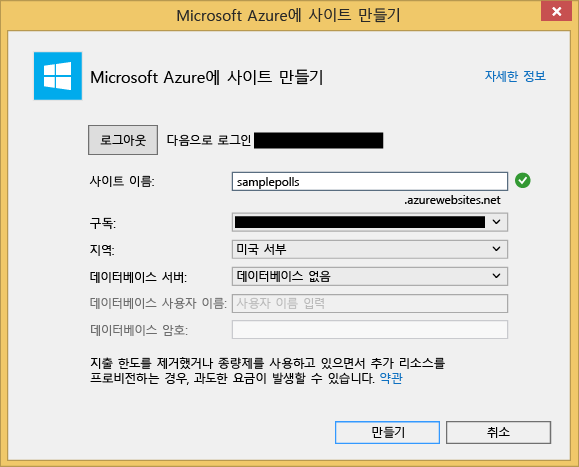 Microsoft Azure에 사이트 만들기
Microsoft Azure에 사이트 만들기
자세한 정보
로그아웃 다음으로 로그인
사이트 이름: samplepolls
.azurewebsites.net
구독:
지역: 미국 서부
데이터베이스 서버: 데이터베이스 없음
데이터베이스 사용자 이름: 사용자 이름 입력
데이터베이스 암호:
지출 한도를 제거했거나 종량제를 사용하고 있으면서 추가 리소스를
프로비전하는 경우, 과도한 요금이 발생할 수 있습니다. 약관
만들기 취소